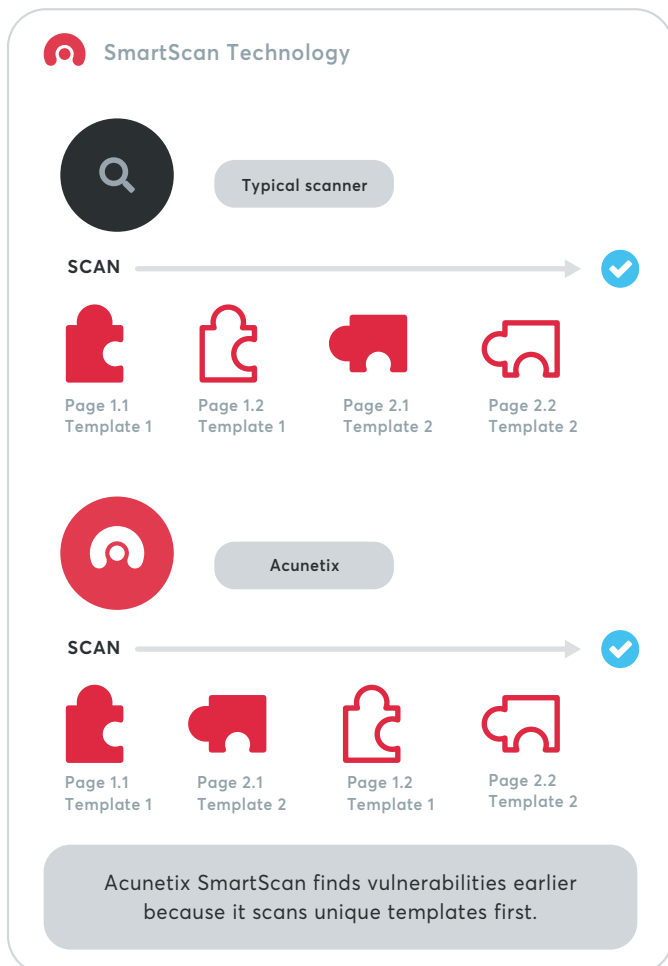 SmartScan Technology
Typical scanner
SCAN
Page 1.1
Template 1
Page 1.2
Template 1
Page 2.1
Template 2
Page 2.2
Template 2
Acunetix
SCAN
Page 1.1
Template 1
Page 2.1
Template 2
Page 1.2
Template 1
Page 2.2
Template 2
Acunetix SmartScan finds vulnerabilities earlier
because it scans unique templates first.